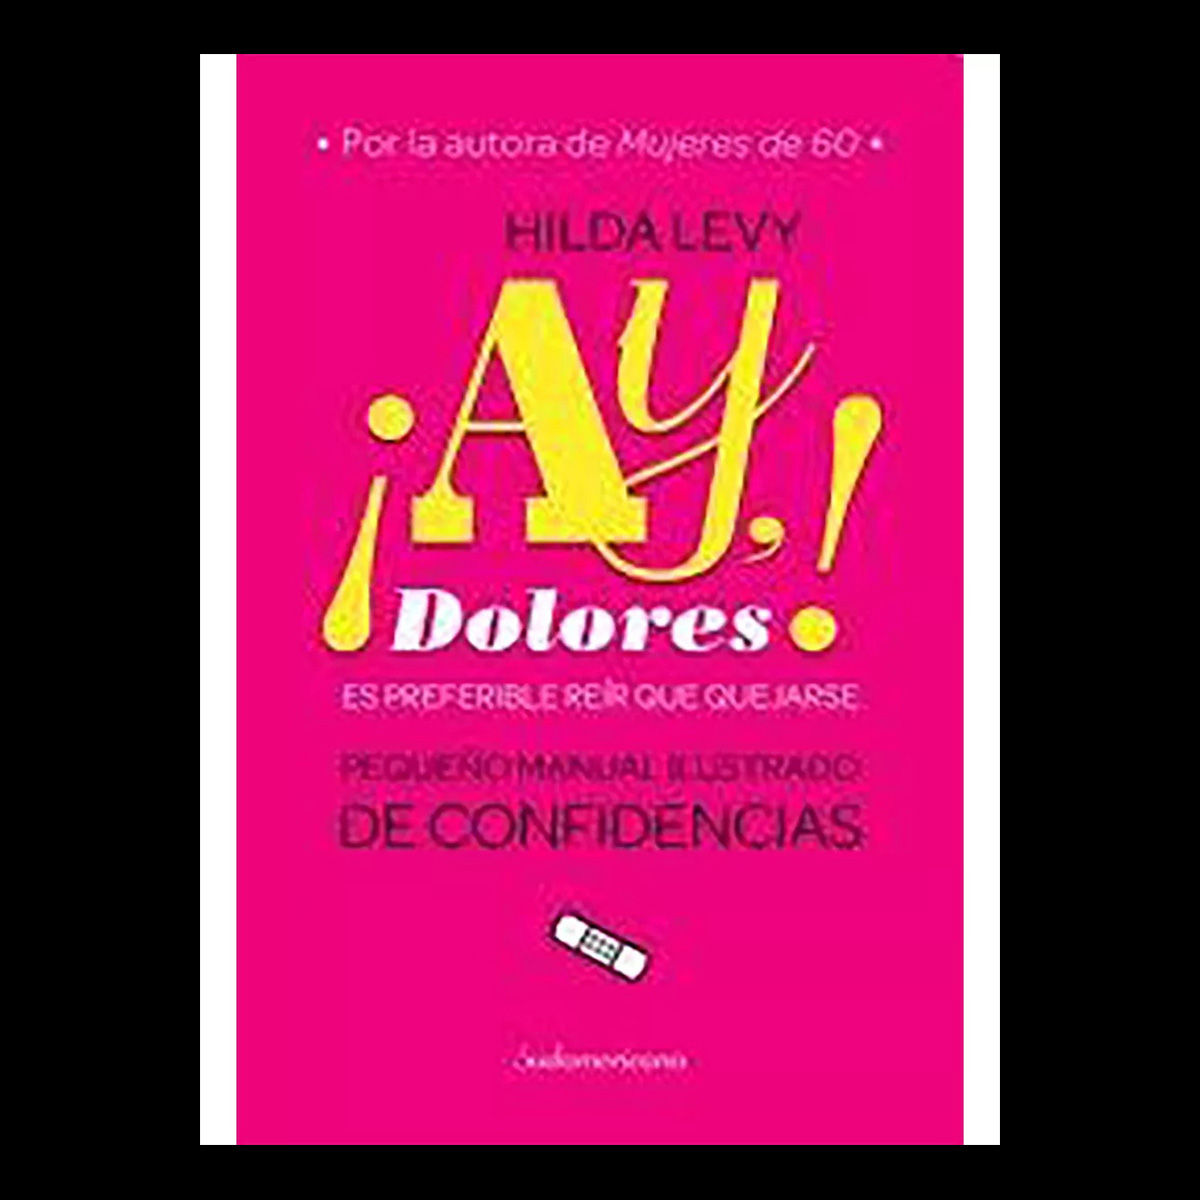 • Por la autora de Mujeres de 60 •
HILDA LEVY
¡Ay,
Dolores!
ES PREFERIBLE REÍR QUE QUEJARSE
PEQUEÑO MANUAL ILUSTRADO
DE CONFIDENCIAS
Sudamericana